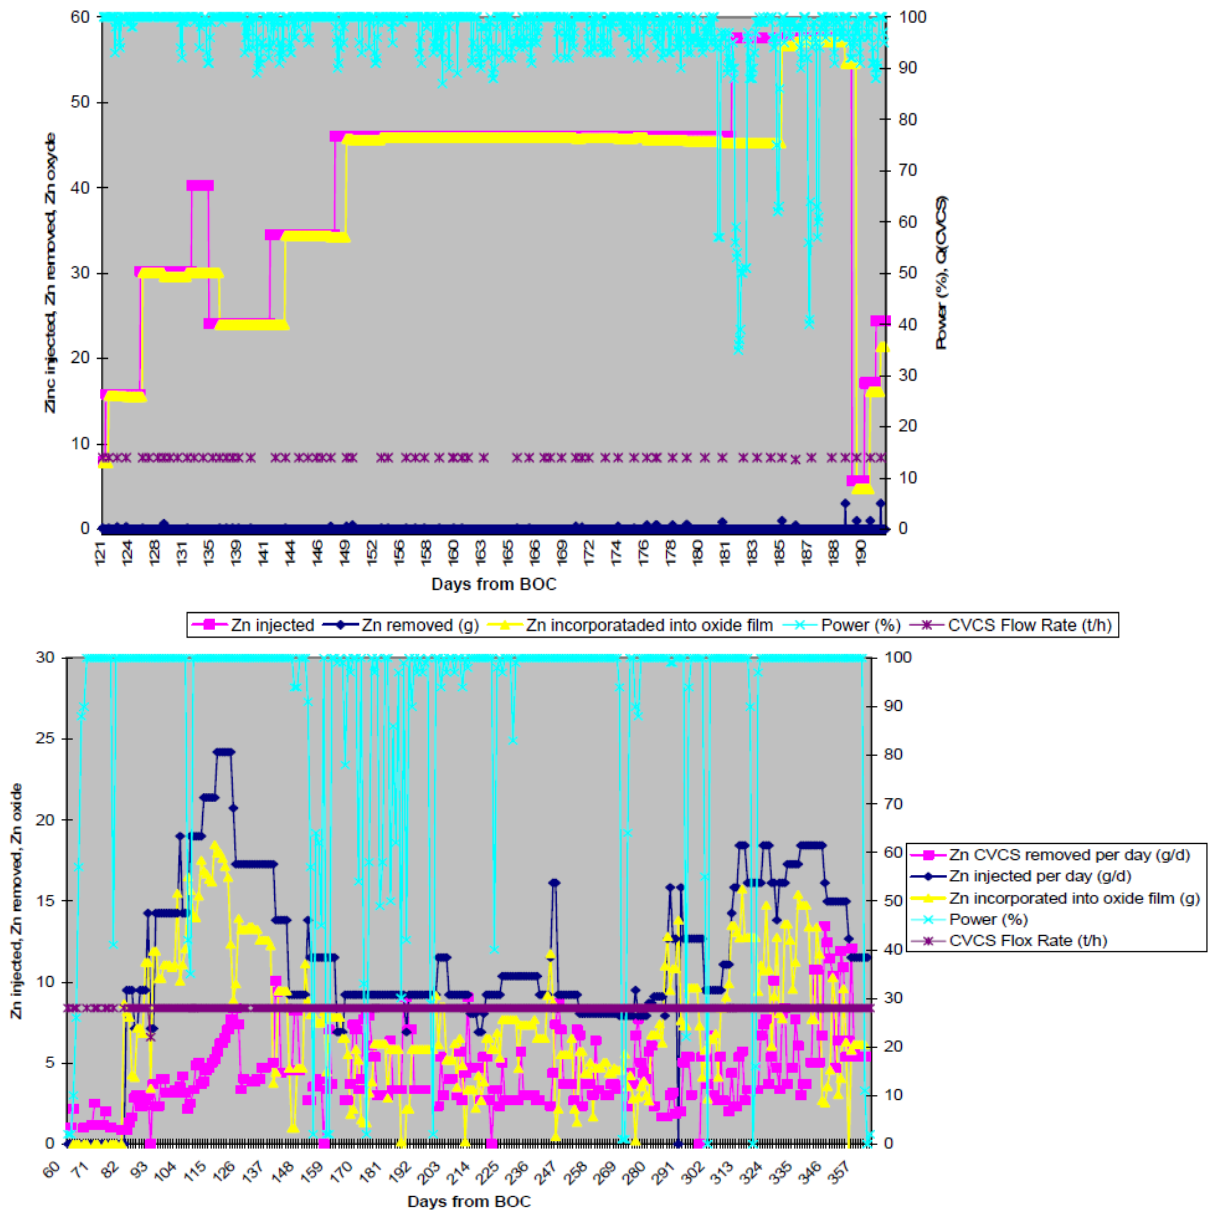 60
50
40
30
20
10
0
100
90
80
70
60
50
40
30
20
10
0
Zinc injected, Zn removed, Zn oxyde
Power (%), Q(CVCS)
121 124 128 131 135 139 141 144 146 149 152 156 158 160 163 165 166 169 172 174 176 178 181 183 185 188 190
Days from BOC
Zn injected Zn removed (g) Zn incorporataded into oxide film Power (%) CVCS Flow Rate (t/h)
30
25
20
15
10
5
0
100
90
80
70
60
50
40
30
20
10
0
Zn injected, Zn removed, Zn oxide
Zn CVCS removed per day (g/d)
Zn injected per day (g/d)
Zn incorporated into oxide film (g)
Power (%)
CVCS Flox Rate (t/h)
60 71 82 93 104 115 126 137 148 159 170 181 192 203 214 225 236 247 258 269 280 291 302 313 324 335 346 357
Days from BOC